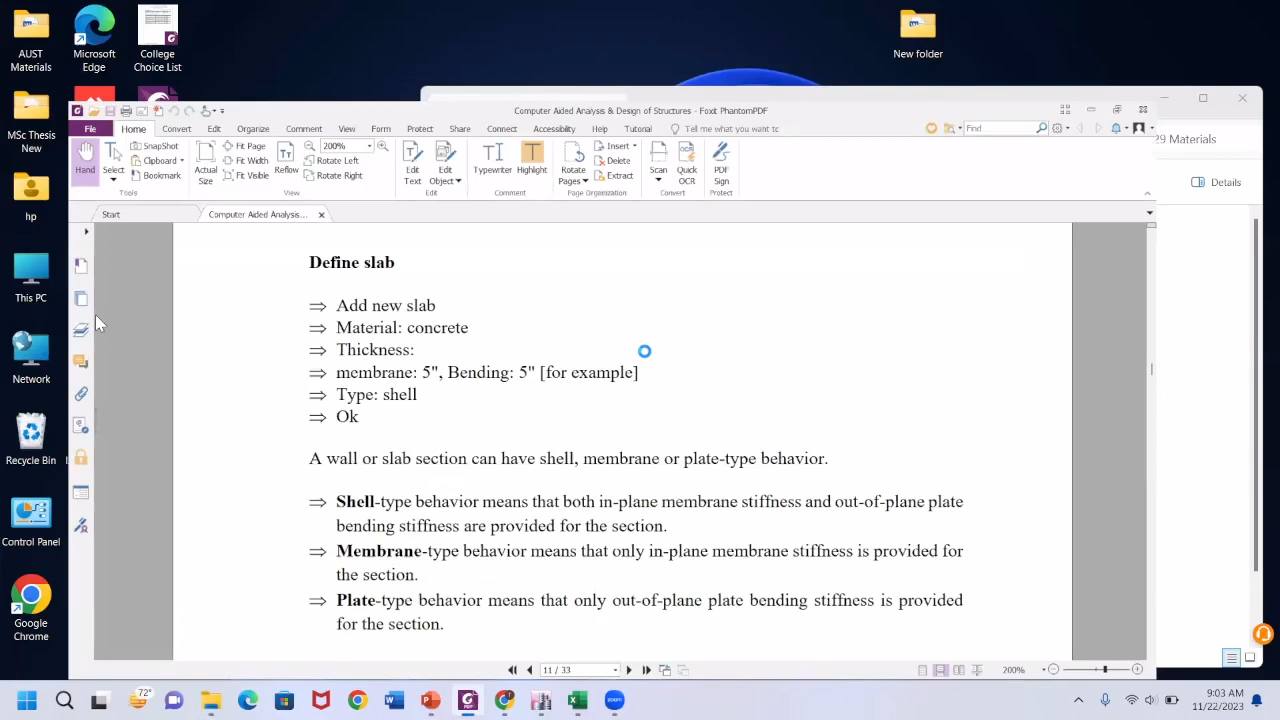 AUST
Materials
Microsoft
Edge
College
Choice List
New folder
MSc Thesis
New
hp
This PC
Network
Recycle Bin
Control Panel
Google
Chrome
Computer Aided Analysis & Design of Structures - Foxit PhantomPDF
29 Materials
Details
File
Home
Convert
Edit
Organize
Comment
View
Form
Protect
Share
Connect
Accessibility
Help
Tutorial
Tell me what you want to
Find
Hand
Select
SnapShot
Clipboard
Bookmark
Tools
Actual
Size
Fit Page
Fit Width
Fit Visible
Reflow
200%
Rotate Left
Rotate Right
View
Edit
Text
Edit
Object
Edit
Typewriter
Highlight
Comment
Rotate
Pages
Insert
Delete
Extract
Page Organization
Scan
Quick
OCR
Convert
PDF
Sign
Protect
Start
Computer Aided Analysis...
Define slab
⇒ Add new slab
⇒ Material: concrete
⇒ Thickness:
⇒ membrane: 5", Bending: 5" [for example]
⇒ Type: shell
⇒ Ok
A wall or slab section can have shell, membrane or plate-type behavior.
⇒ Shell-type behavior means that both in-plane membrane stiffness and out-of-plane plate
bending stiffness are provided for the section.
⇒ Membrane-type behavior means that only in-plane membrane stiffness is provided for
the section.
⇒ Plate-type behavior means that only out-of-plane plate bending stiffness is provided
for the section.
11 / 33
200%
72°
9:03 AM
11/22/2023